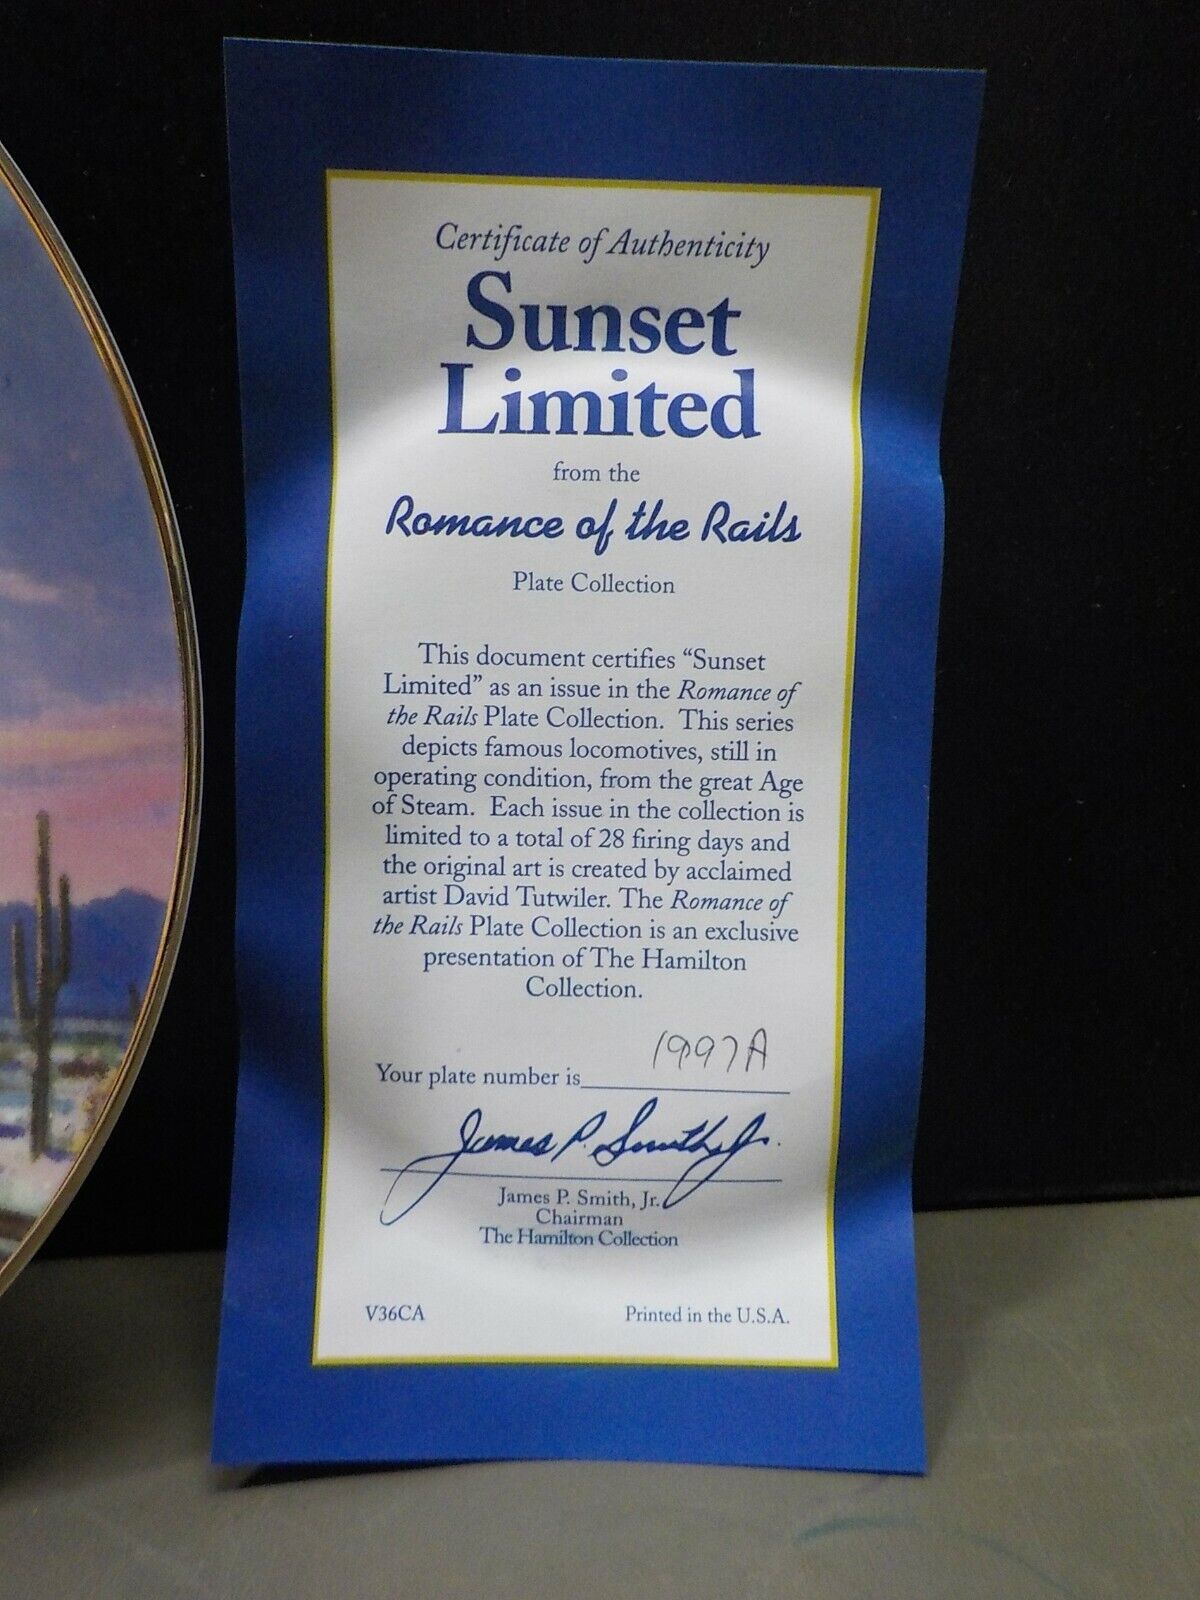 Certificate of Authenticity
Sunset
Limited
from the
Romance of the Rails
Plate Collection
This document certifies “Sunset
Limited” as an issue in the Romance of
the Rails Plate Collection. This series
depicts famous locomotives, still in
operating condition, from the great Age
of Steam. Each issue in the collection is
limited to a total of 28 firing days and
the original art is created by acclaimed
artist David Tutwiler. The Romance of
the Rails Plate Collection is an exclusive
presentation of The Hamilton
Collection.
Your plate number is 1997A
James P. Smith Jr.
James P. Smith, Jr.
Chairman
The Hamilton Collection
V36CA Printed in the U.S.A.